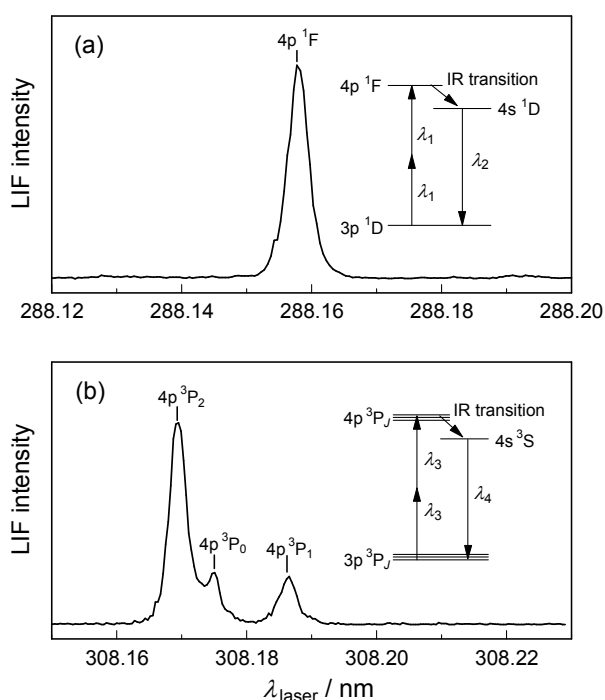 (a)
4p ¹F
LIF intensity
4p ¹F
IR transition
4s ¹D
λ₁
λ₁
λ₂
3p ¹D
288.12 288.14 288.16 288.18 288.20
(b)
4p ³P₂
4p ³P₀
4p ³P₁
LIF intensity
4p ³P_J
IR transition
4s ³S
λ₃
λ₃
λ₄
3p ³P_J
308.16 308.18 308.20 308.22
λ_laser / nm